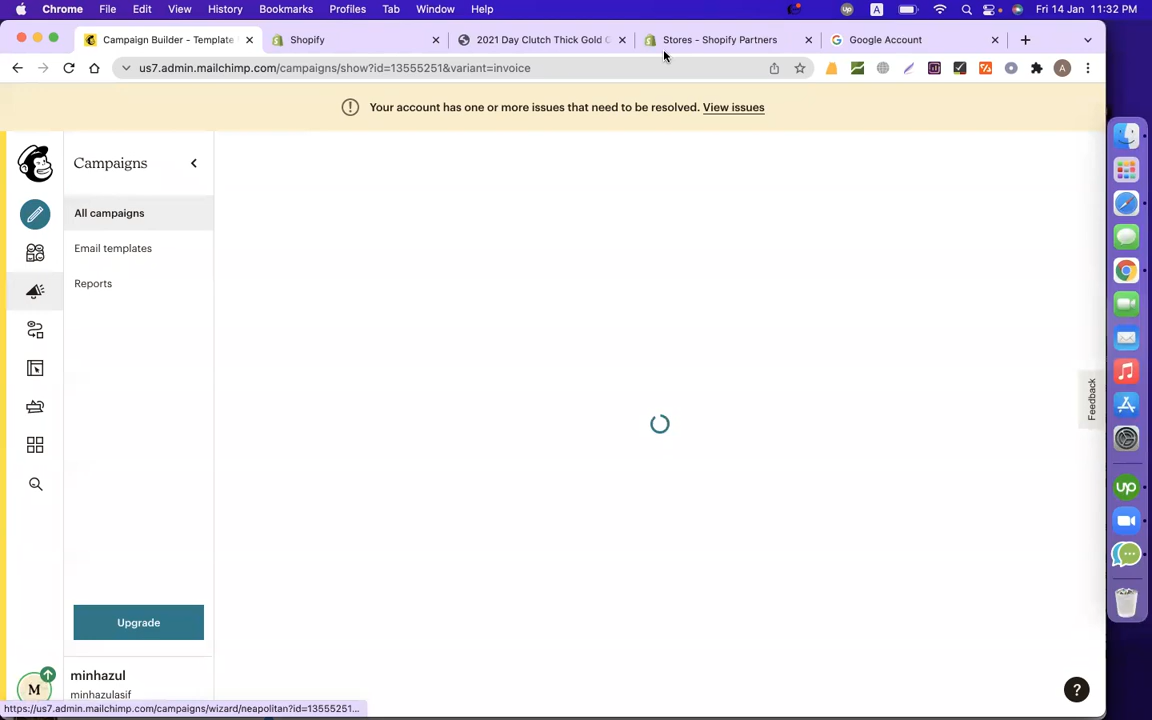 Chrome File Edit View History Bookmarks Profiles Tab Window Help up A Fri 14 Jan 11:32 PM
Campaign Builder - Template Shopify 2021 Day Clutch Thick Gold C Stores - Shopify Partners Google Account
us7.admin.mailchimp.com/campaigns/show?id=13555251&variant=invoice A
Your account has one or more issues that need to be resolved. View issues
Campaigns
All campaigns
Email templates
Reports
Feedback
up
Upgrade
minhazul
M
minhazulasif
?
https://us7.admin.mailchimp.com/campaigns/wizard/neapolitan?id=13555251...